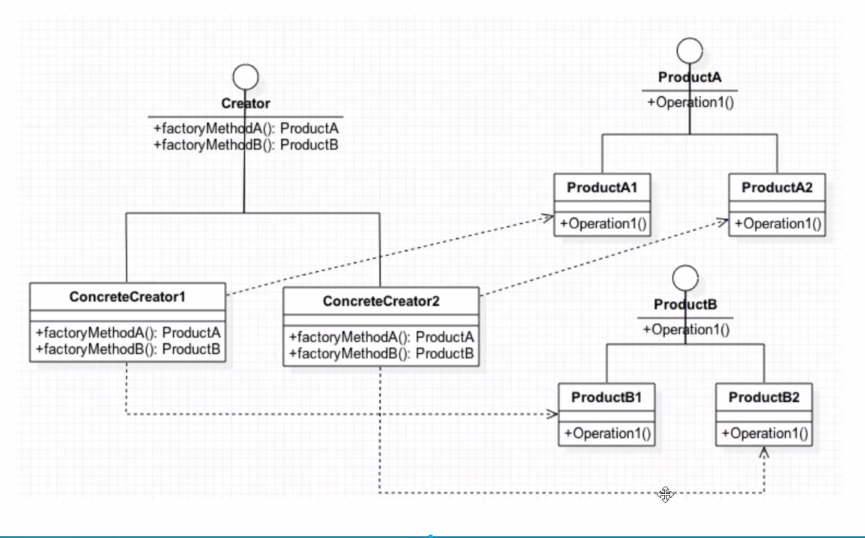 Creator
+factoryMethodA(): ProductA
+factoryMethodB(): ProductB
ProductA
+Operation1()
ProductA1
+Operation1()
ProductA2
+Operation1()
ConcreteCreator1
+factoryMethodA(): ProductA
+factoryMethodB(): ProductB
ConcreteCreator2
+factoryMethodA(): ProductA
+factoryMethodB(): ProductB
ProductB
+Operation1()
ProductB1
+Operation1()
ProductB2
+Operation1()